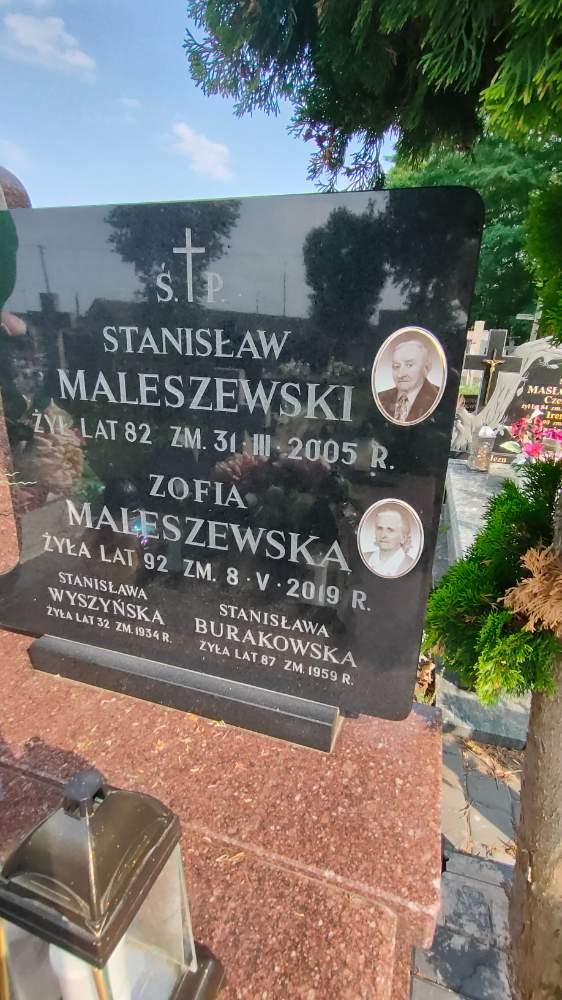 Ś. P.
STANISŁAW
MALESZEWSKI
ŻYŁ LAT 82 ZM. 31 · III · 2005 R.
ZOFIA
MALESZEWSKA
ŻYŁA LAT 92 ZM. 8 · V · 2019 R.
STANISŁAWA
WYSZYŃSKA
ŻYŁA LAT 32 ZM. 1934 R.
STANISŁAWA
BURAKOWSKA
ŻYŁA LAT 87 ZM. 1959 R.